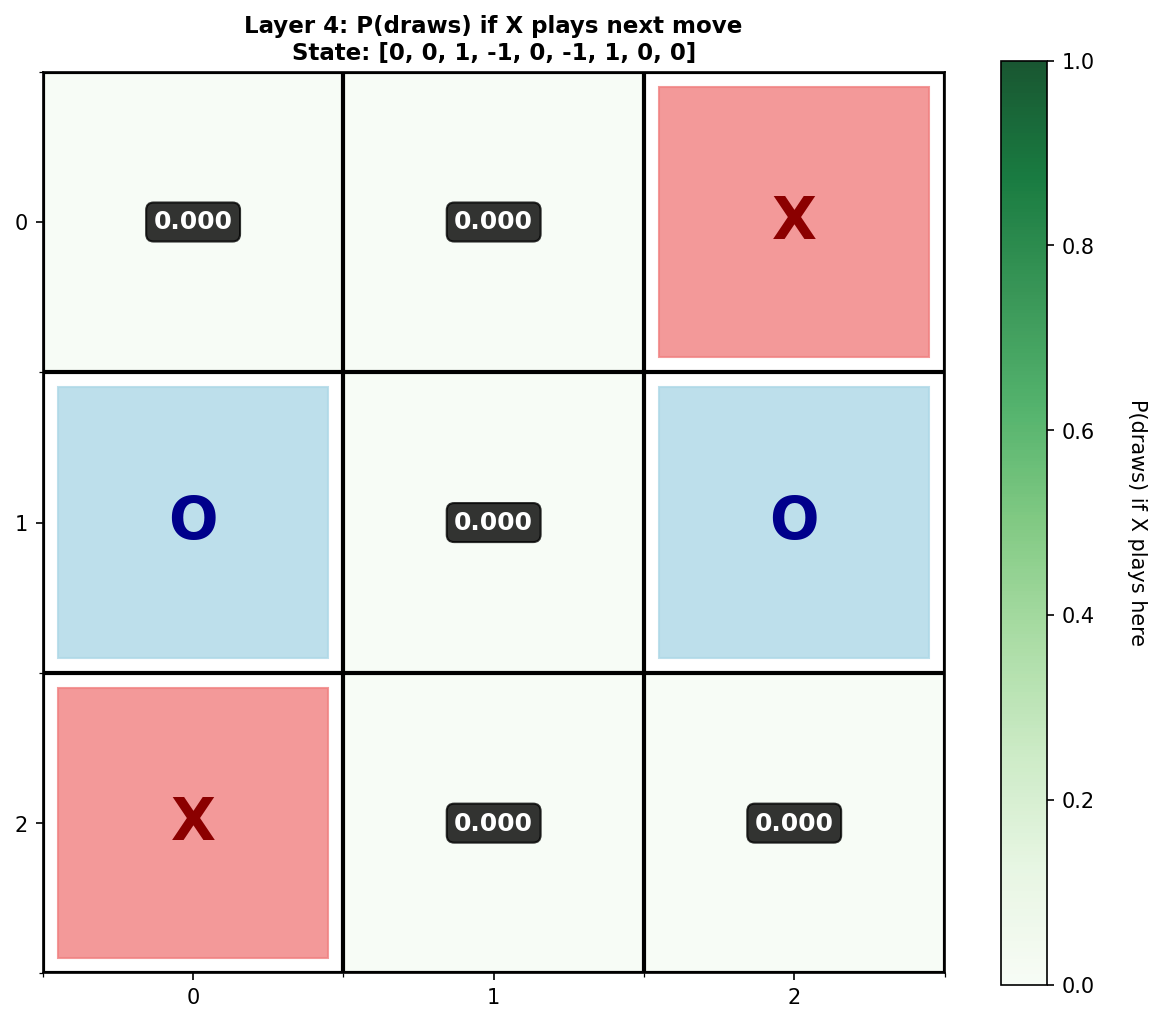 Layer 4: P(draws) if X plays next move
State: [0, 0, 1, -1, 0, -1, 1, 0, 0]
0
0.000
0.000
X
1
O
0.000
O
2
X
0.000
0.000
0
1
2
1.0
0.8
0.6
0.4
0.2
0.0
P(draws) if X plays here